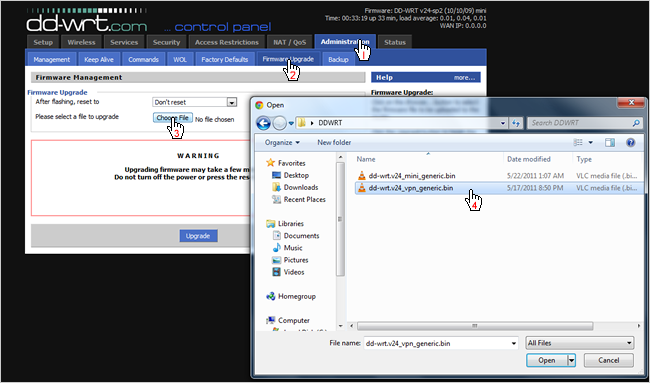 dd-wrt.com ... control panel
Firmware: DD-WRT v24-sp2 (10/10/09) mini
Time: 00:33:19 up 33 min, load average: 0.01, 0.04, 0.01
WAN IP: 0.0.0.0
Setup Wireless Services Security Access Restrictions NAT / QoS Administration Status
1
Management Keep Alive Commands WOL Factory Defaults Firmware Upgrade Backup
2
Firmware Management
Help more...
Firmware Upgrade
Firmware Upgrade:
After flashing, reset to Don't reset
Please select a file to upgrade Choose File No file chosen
3
WARNING
Upgrading firmware may take a few
Do not turn off the power or press the
Upgrade
Open
DDWRT
Search DDWRT
Organize New folder
Favorites
Desktop
Downloads
Recent Places
Libraries
Documents
Music
Pictures
Videos
Homegroup
Computer
Name Date modified Type
dd-wrt.v24_mini_generic.bin 5/22/2011 1:07 AM VLC media file (.bi...
dd-wrt.v24_vpn_generic.bin 5/17/2011 8:50 PM VLC media file (.bi...
4
File name: dd-wrt.v24_vpn_generic.bin All Files
Open Cancel